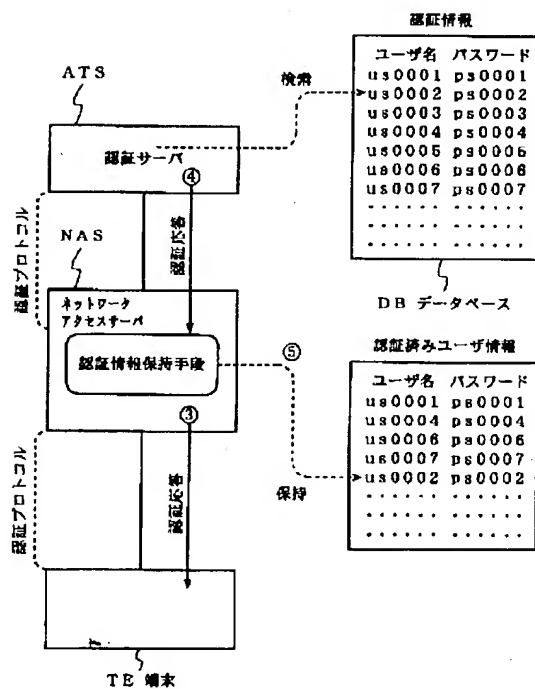 認証情報
ユーザ名 パスワード
us0001 ps0001
us0002 ps0002
us0003 ps0003
us0004 ps0004
us0005 ps0005
us0006 ps0006
us0007 ps0007
‥‥‥ ‥‥‥
‥‥‥ ‥‥‥
‥‥‥ ‥‥‥
DB データベース
ATS
検索
認証サーバ
④
認証プロトコル
認証応答
NAS
ネットワーク
アクセスサーバ
認証情報保持手段
⑤
③
認証済みユーザ情報
ユーザ名 パスワード
us0001 ps0001
us0004 ps0004
us0006 ps0006
us0007 ps0007
us0002 ps0002
‥‥‥ ‥‥‥
‥‥‥ ‥‥‥
‥‥‥ ‥‥‥
保持
認証プロトコル
認証応答
TE 端末